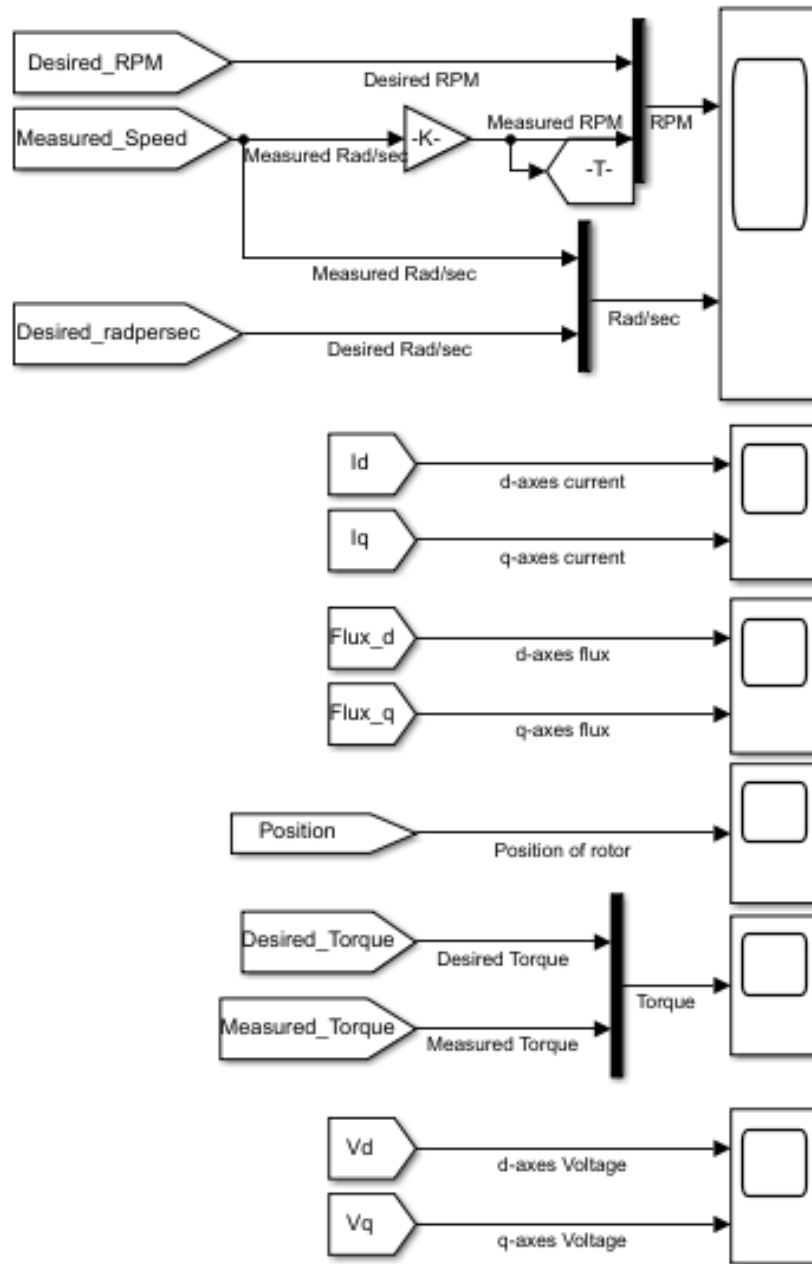 Desired_RPM
Desired RPM
Measured_Speed
Measured Rad/sec
-K-
Measured RPM
RPM
-T-
Measured Rad/sec
Rad/sec
Desired_radpersec
Desired Rad/sec
Id
d-axes current
Iq
q-axes current
Flux_d
d-axes flux
Flux_q
q-axes flux
Position
Position of rotor
Desired_Torque
Desired Torque
Torque
Measured_Torque
Measured Torque
Vd
d-axes Voltage
Vq
q-axes Voltage